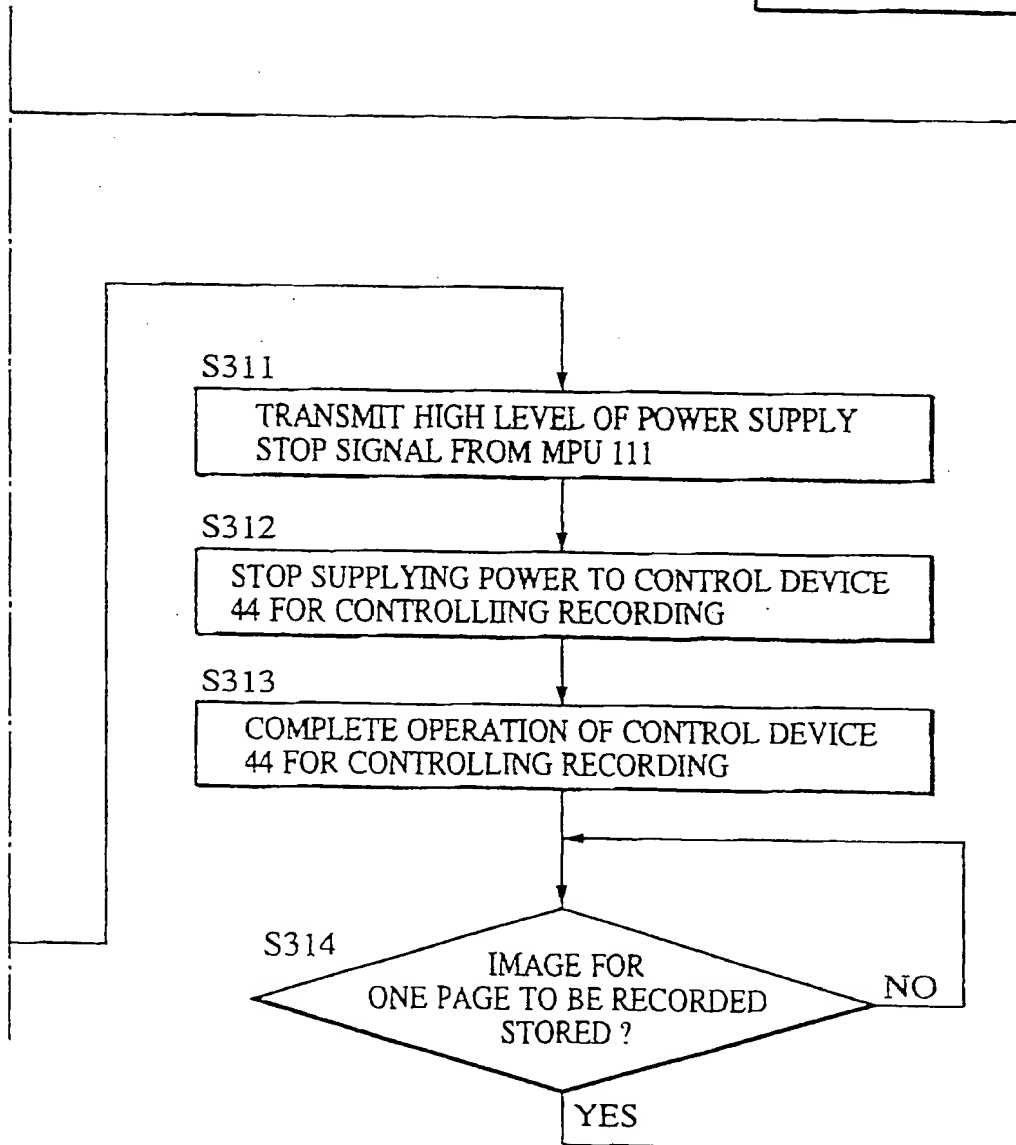 S311
TRANSMIT HIGH LEVEL OF POWER SUPPLY
STOP SIGNAL FROM MPU 111
S312
STOP SUPPLYING POWER TO CONTROL DEVICE
44 FOR CONTROLLIING RECORDING
S313
COMPLETE OPERATION OF CONTROL DEVICE
44 FOR CONTROLLING RECORDING
S314
IMAGE FOR
ONE PAGE TO BE RECORDED
STORED ?
NO
YES